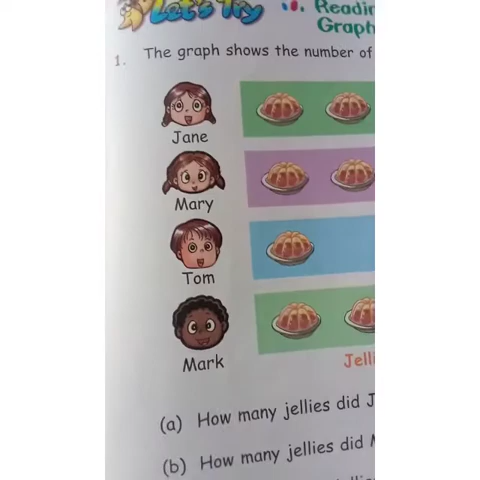 Let's Try
Readin
Graph
1. The graph shows the number of
Jane
Mary
Tom
Mark
Jelli
(a) How many jellies did J
(b) How many jellies did